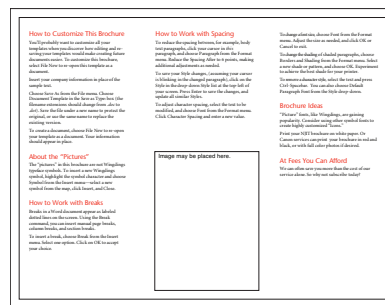 How to Customize This Brochure
You'll probably want to customize all your
templates when you discover how editing and re-
saving your templates would make creating future
documents easier. To customize this brochure,
select File New to re-open this template as a
document.
Insert your company information in place of the
sample text.
Choose Save As from the File menu. Choose
Document Template in the Save as Type box (the
filename extensions should change from .doc to
.dot). Save the file under a new name to protect the
original, or use the same name to replace the
existing version.
To create a document, choose File New to re-open
your template as a document. Your information
should appear in place.
About the "Pictures"
The "pictures" in this brochure are not Wingdings
typeface symbols. To insert a new Wingdings
symbol, highlight the symbol character and choose
Symbol from the Insert menu—select a new
symbol from the map, click Insert, and Close.
How to Work with Breaks
Breaks in a Word document appear as labeled
dotted lines on the screen. Using the Break
command, you can insert manual page breaks,
column breaks, and section breaks.
To insert a break, choose Break from the Insert
menu. Select one option. Click on OK to accept
your choice.
How to Work with Spacing
To reduce the spacing between, for example, body
text paragraphs, click your cursor in this
paragraph, and choose Paragraph from the Format
menu. Reduce the Spacing After to 6 points, making
additional adjustments as needed.
To save your Style changes, (assuming your cursor
is blinking in the changed paragraph), click on the
Style in the drop-down Style list at the top left of
your screen. Press Enter to save the changes, and
update all similar Styles.
To adjust character spacing, select the text to be
modified, and choose Font from the Format menu.
Click Character Spacing and enter a new value.
Image may be placed here.
To change a font size, choose Font from the Format
menu. Adjust the size as needed, and click OK or
Cancel to exit.
To change the shading of shaded paragraphs, choose
Borders and Shading from the Format menu. Select
a new shade or pattern, and choose OK. Experiment
to achieve the best shade for your printer.
To remove a character style, select the text and press
Ctrl-Spacebar. You can also choose Default
Paragraph Font from the Style drop-down.
Brochure Ideas
"Picture" fonts, like Wingdings, are gaining
popularity. Consider using other symbol fonts to
create highly customized "Icons."
Print your NJIT brochure on white paper. Or
Canon services can print your brochure in red and
black, or with full color photos if desired.
At Fees You Can Afford
We can often save you more than the cost of our
service alone. So why not subscribe today?